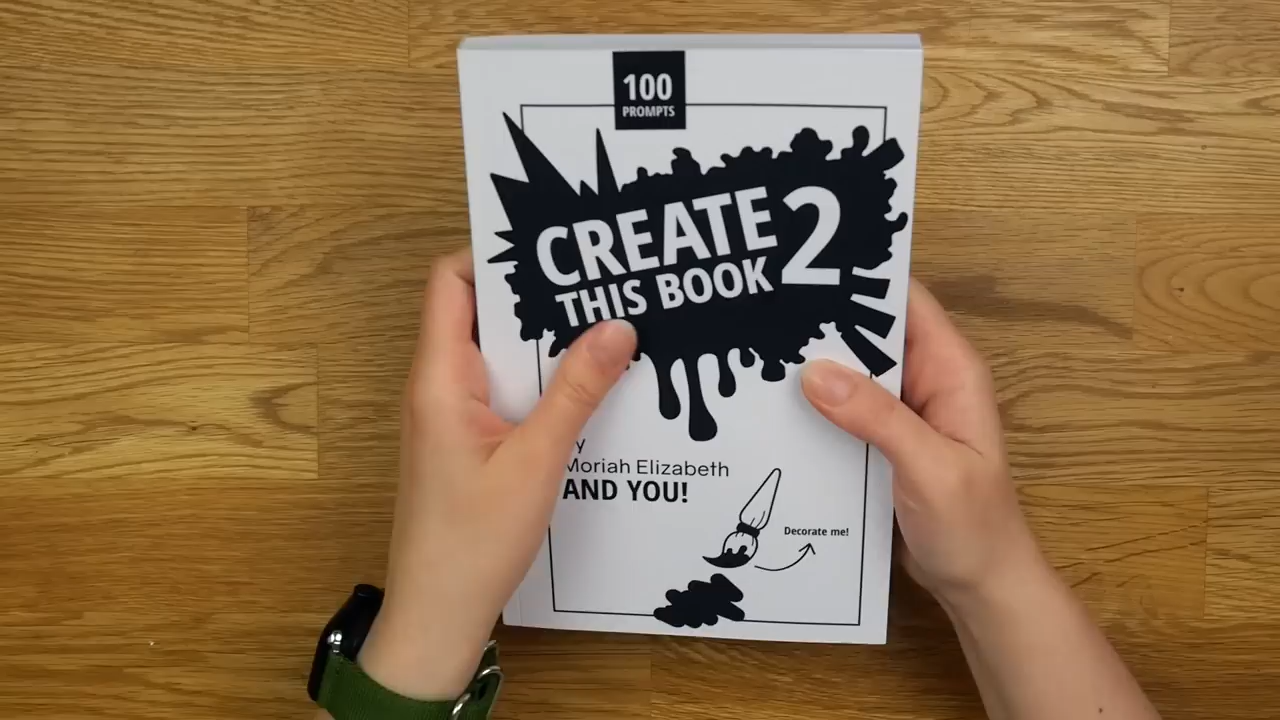 100
PROMPTS
CREATE 2
THIS BOOK
y
Moriah Elizabeth
AND YOU!
Decorate me!